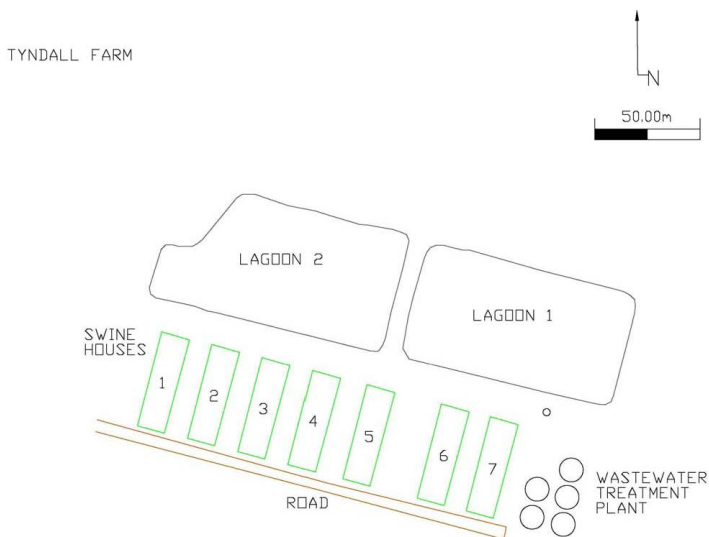 TYNDALL FARM
N
50.00m
LAGOON 2
LAGOON 1
SWINE
HOUSES
1
2
3
4
5
6
7
ROAD
WASTEWATER
TREATMENT
PLANT